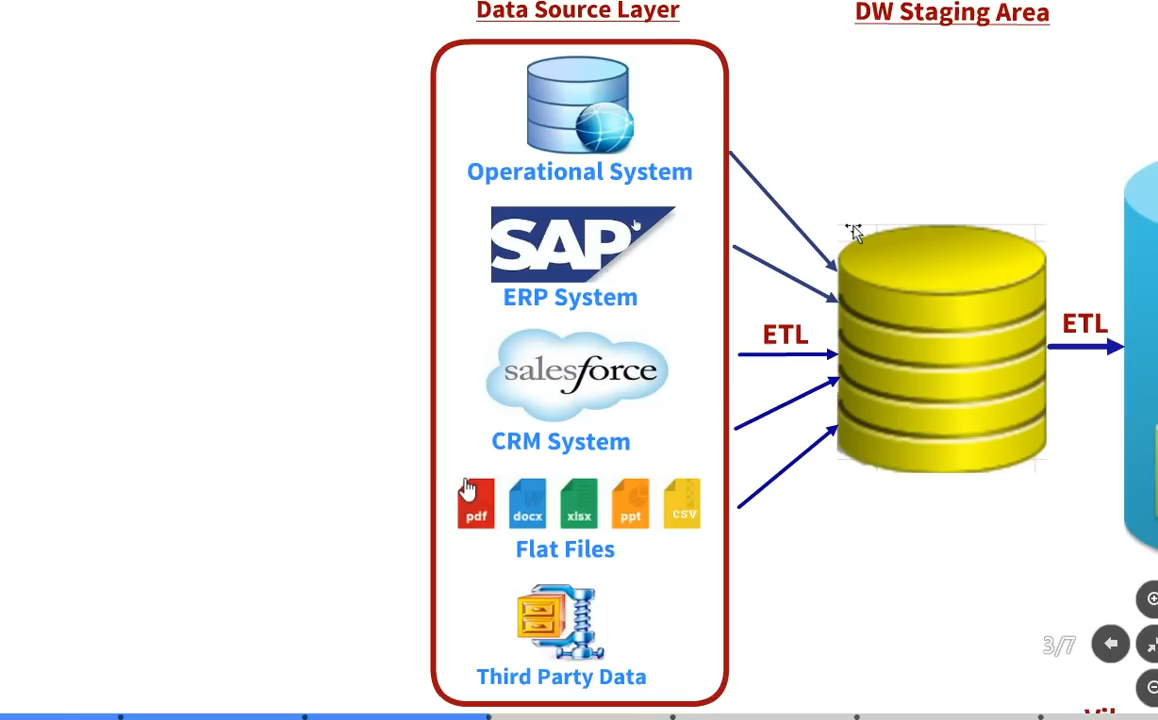 Data Source Layer
DW Staging Area
Operational System
SAP
ERP System
ETL
ETL
salesforce
CRM System
pdf
docx
xlsx
ppt
csv
Flat Files
Third Party Data
3/7